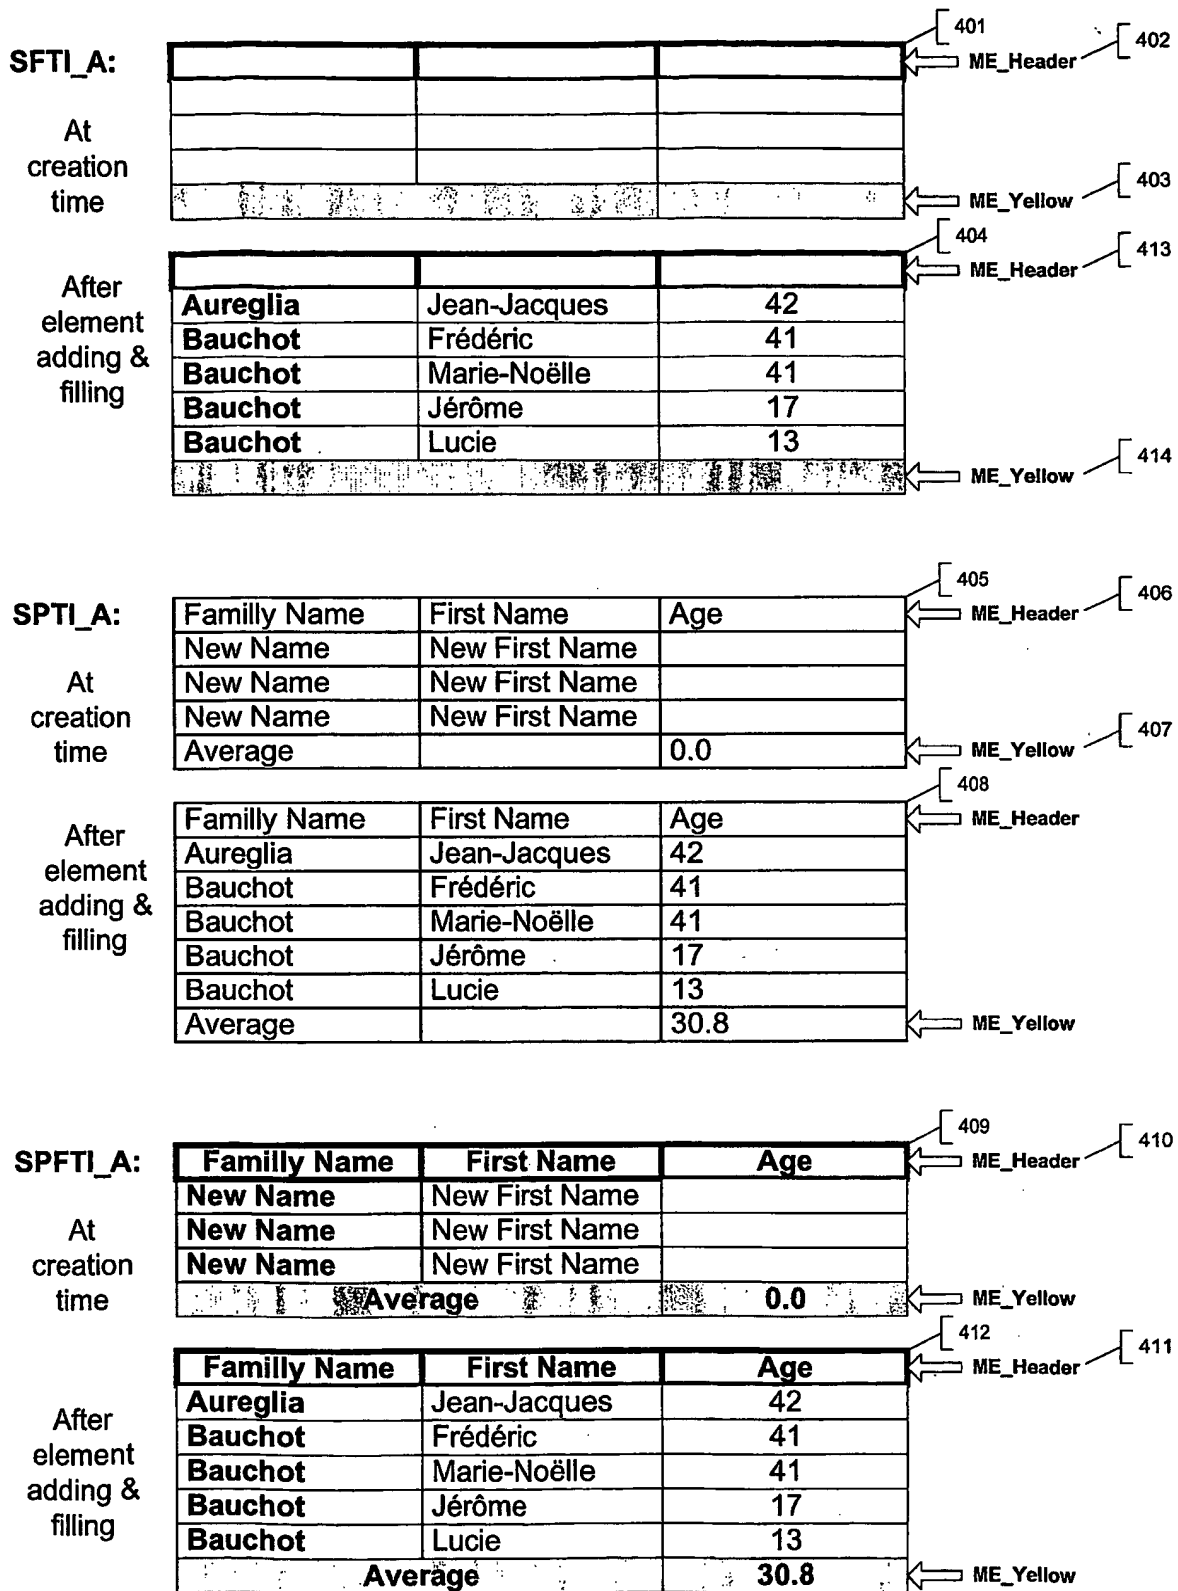 401
402
SFTI_A:
ME_Header
At
creation
time
403
ME_Yellow
404
413
ME_Header
After
element
adding &
filling
Aureglia Jean-Jacques 42
Bauchot Frédéric 41
Bauchot Marie-Noëlle 41
Bauchot Jérôme 17
Bauchot Lucie 13
414
ME_Yellow
405
406
SPTI_A:
Familly Name First Name Age
ME_Header
At
creation
time
New Name New First Name
New Name New First Name
New Name New First Name
Average 0.0
407
ME_Yellow
408
Familly Name First Name Age
ME_Header
After
element
adding &
filling
Aureglia Jean-Jacques 42
Bauchot Frédéric 41
Bauchot Marie-Noëlle 41
Bauchot Jérôme 17
Bauchot Lucie 13
Average 30.8
ME_Yellow
409
410
SPFTI_A:
Familly Name First Name Age
ME_Header
At
creation
time
New Name New First Name
New Name New First Name
New Name New First Name
Average 0.0
ME_Yellow
412
411
Familly Name First Name Age
ME_Header
After
element
adding &
filling
Aureglia Jean-Jacques 42
Bauchot Frédéric 41
Bauchot Marie-Noëlle 41
Bauchot Jérôme 17
Bauchot Lucie 13
Average 30.8
ME_Yellow